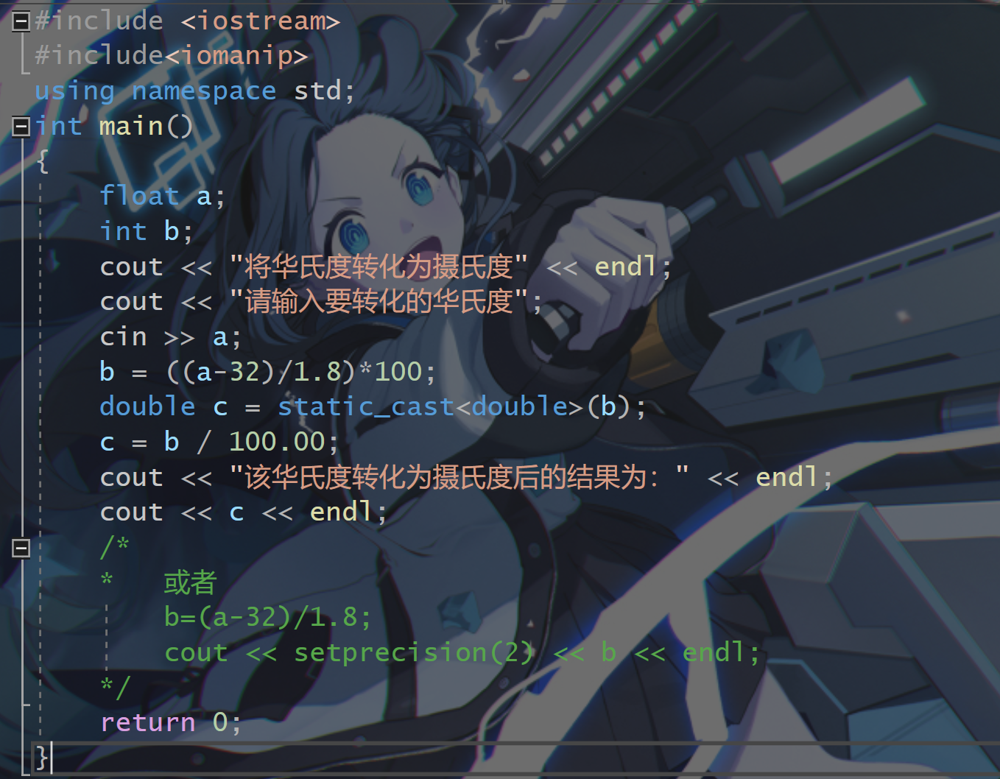 #include <iostream>
#include<iomanip>
using namespace std;
int main()
{
    float a;
    int b;
    cout << "将华氏度转化为摄氏度" << endl;
    cout << "请输入要转化的华氏度";
    cin >> a;
    b = ((a-32)/1.8)*100;
    double c = static_cast<double>(b);
    c = b / 100.00;
    cout << "该华氏度转化为摄氏度后的结果为：" << endl;
    cout << c << endl;
    /*
    *   或者
        b=(a-32)/1.8;
        cout << setprecision(2) << b << endl;
    */
    return 0;
}